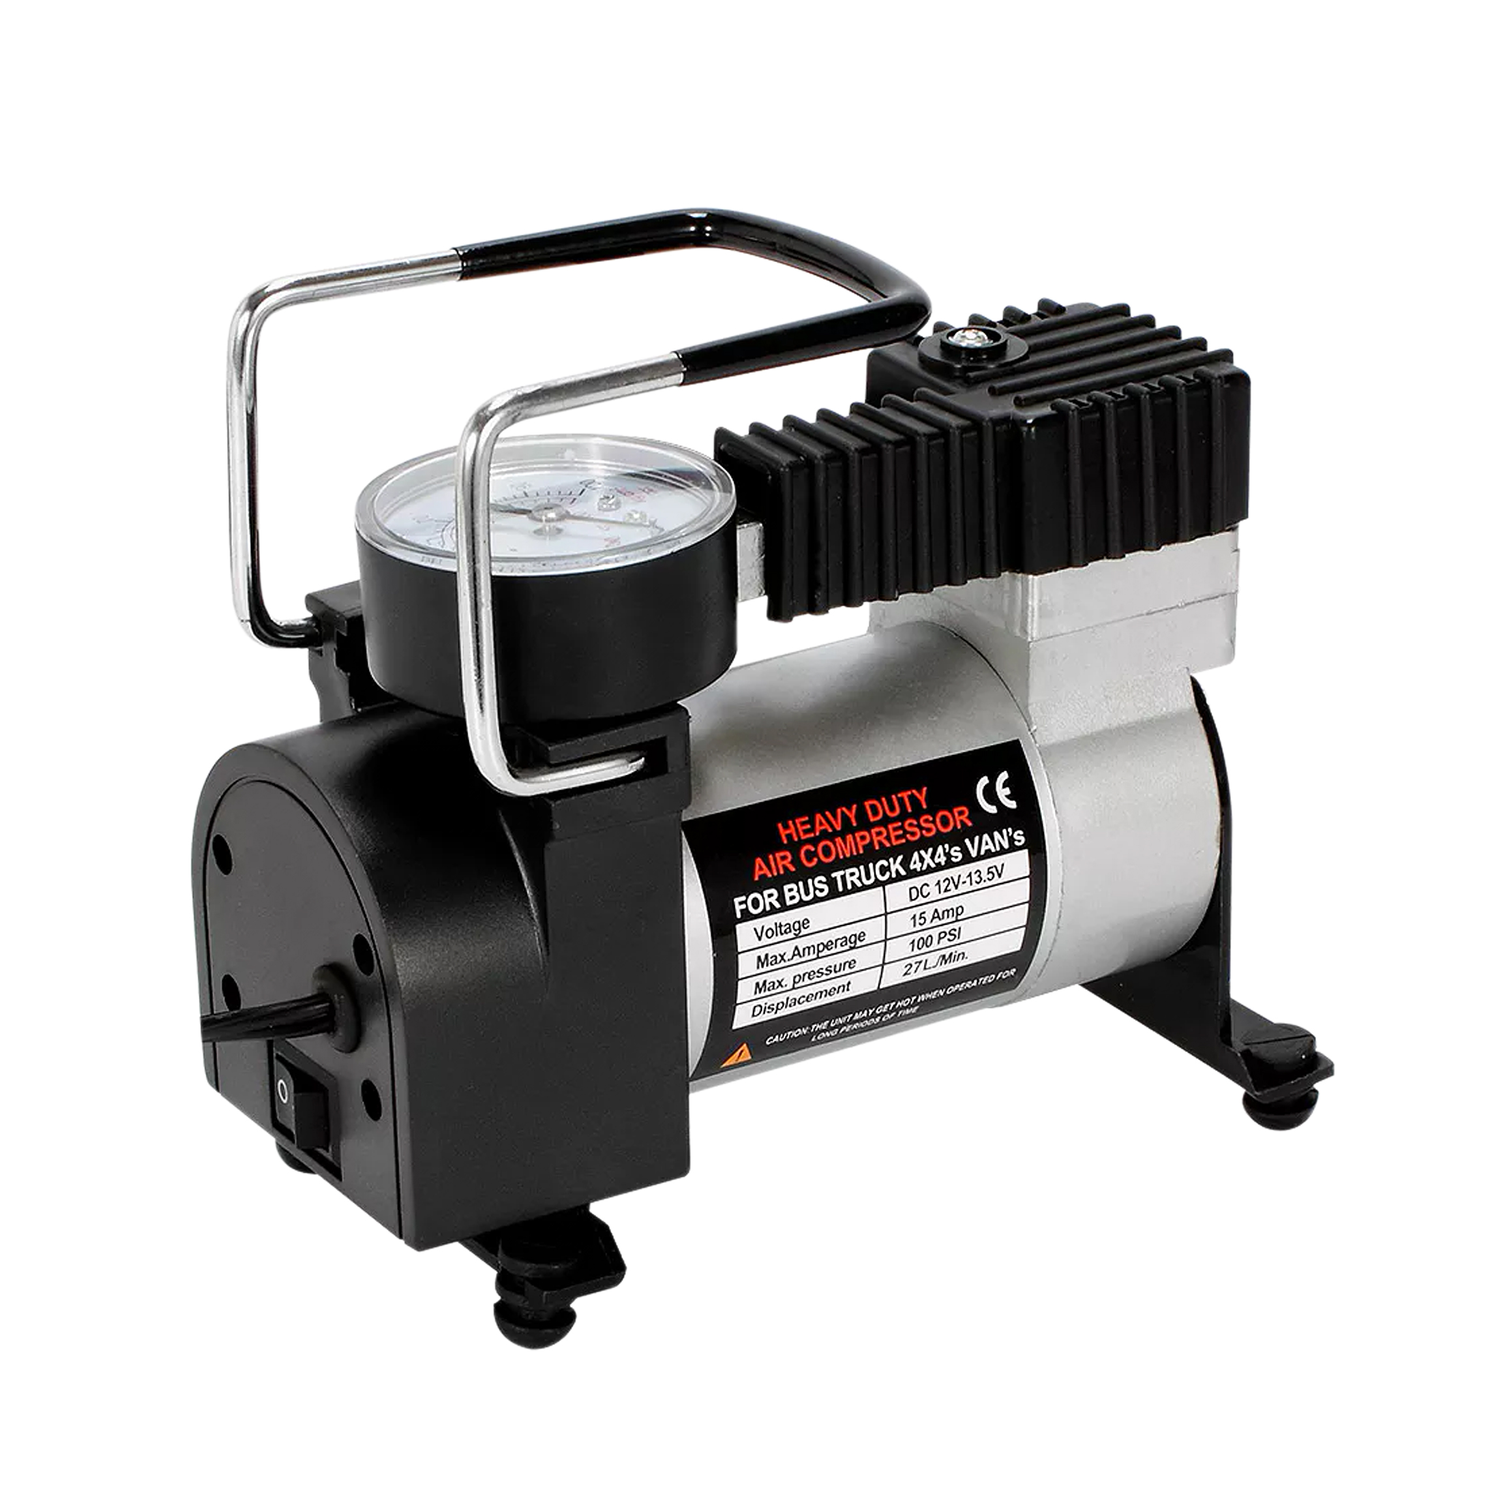 HEAVY DUTY
CE
AIR COMPRESSOR
FOR BUS TRUCK 4X4's VAN's
Voltage DC 12V-13.5V
Max.Amperage 15 Amp
Max. pressure 100 PSI
Displacement 27L./Min.
CAUTION:THE UNIT MAY GET HOT WHEN OPERATED FOR
LONG PERIODS OF TIME
O